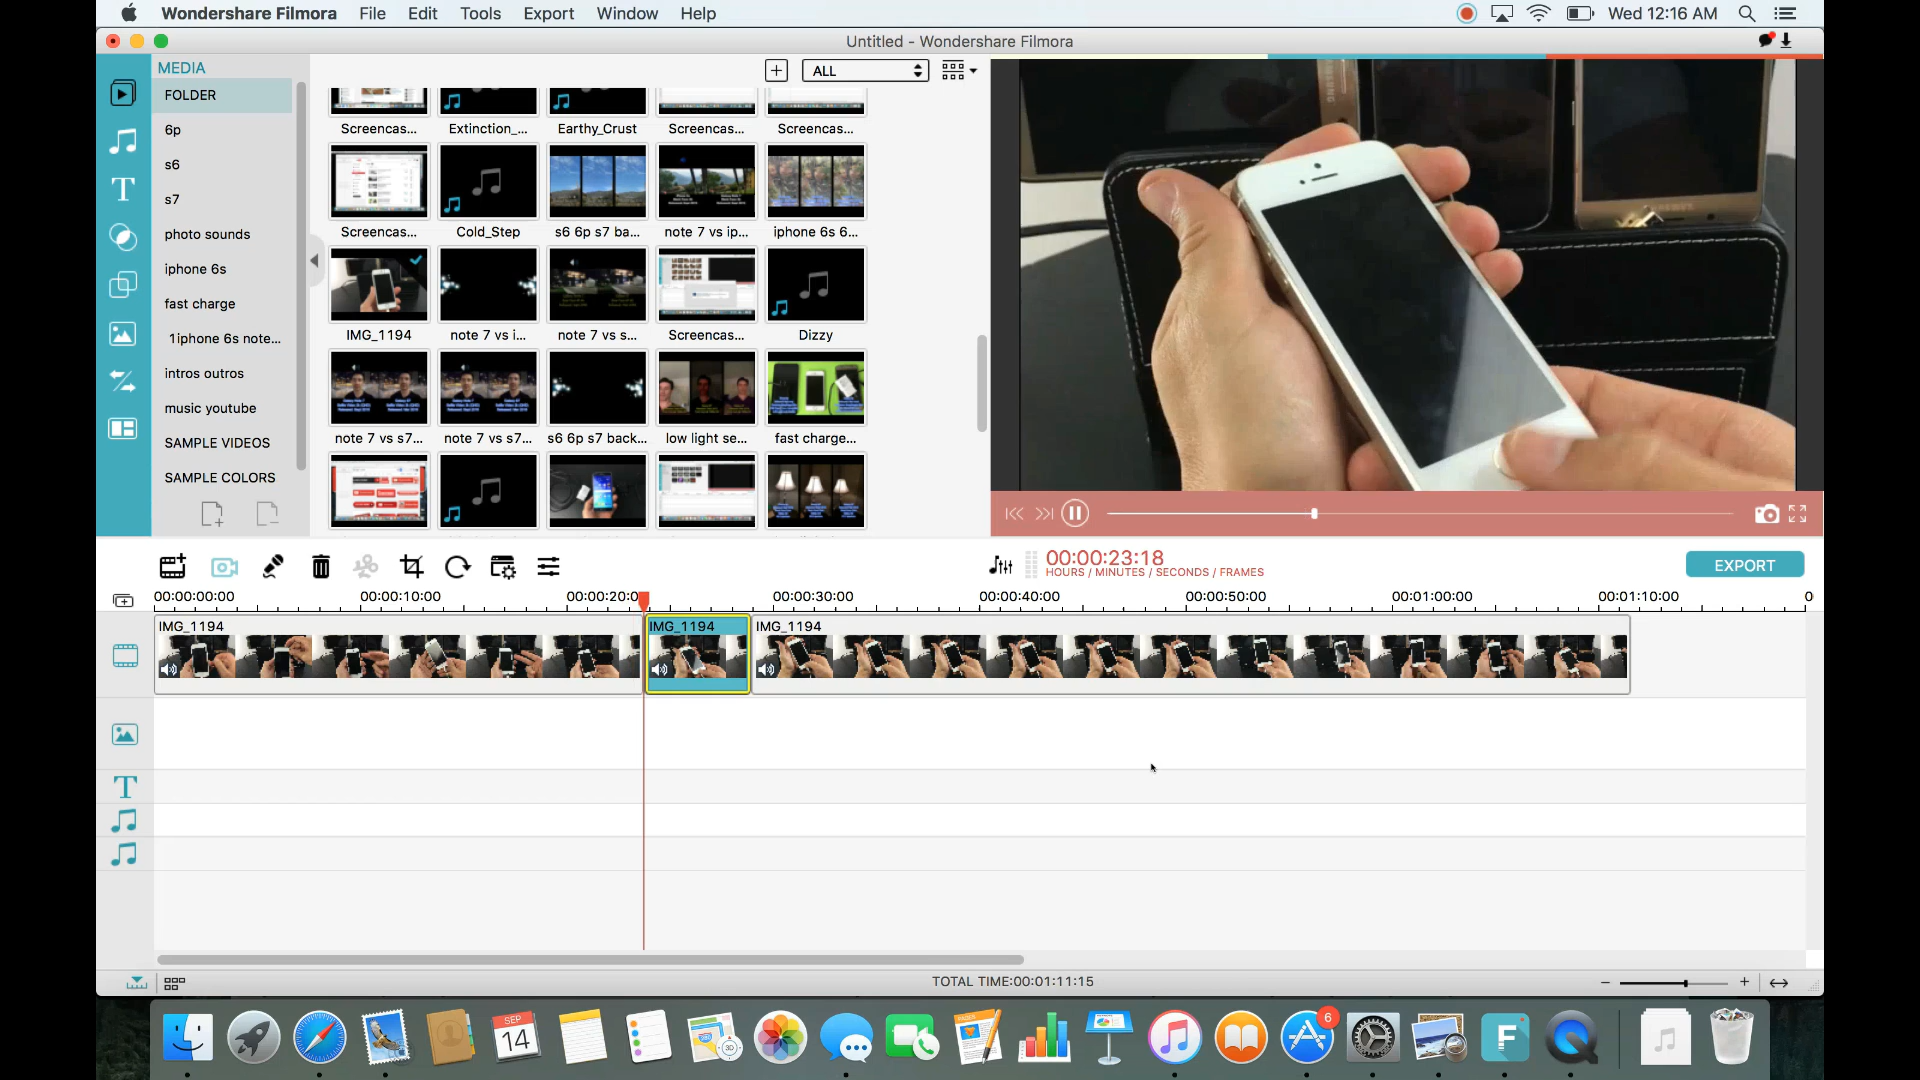 Wondershare Filmora File Edit Tools Export Window Help
Wed 12:16 AM
Untitled - Wondershare Filmora
MEDIA
FOLDER
6p
s6
s7
photo sounds
iphone 6s
fast charge
1iphone 6s note...
intros outros
music youtube
SAMPLE VIDEOS
SAMPLE COLORS
ALL
Screencas... Extinction_... Earthy_Crust Screencas... Screencas...
Screencas... Cold_Step s6 6p s7 ba... note 7 vs ip... iphone 6s 6...
IMG_1194 note 7 vs i... note 7 vs s... Screencas... Dizzy
note 7 vs s7... note 7 vs s7... s6 6p s7 back... low light se... fast charge...
00:00:23:18
HOURS / MINUTES / SECONDS / FRAMES
EXPORT
00:00:00:00 00:00:10:00 00:00:20:0 00:00:30:00 00:00:40:00 00:00:50:00 00:01:00:00 00:01:10:00 0
IMG_1194 IMG_1194 IMG_1194
TOTAL TIME:00:01:11:15
SEP
14
6